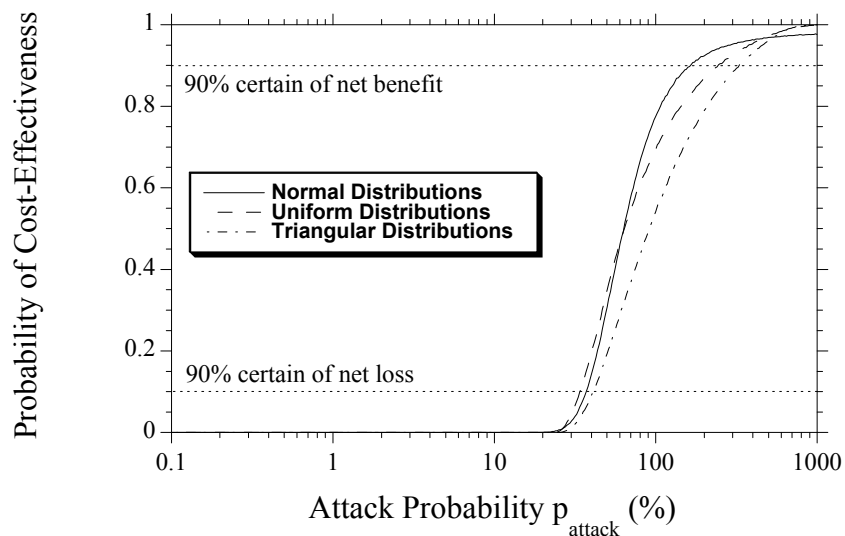 Probability of Cost-Effectiveness
1
0.8
0.6
0.4
0.2
0
90% certain of net benefit
Normal Distributions
Uniform Distributions
Triangular Distributions
90% certain of net loss
0.1
1
10
100
1000
Attack Probability p_attack (%)